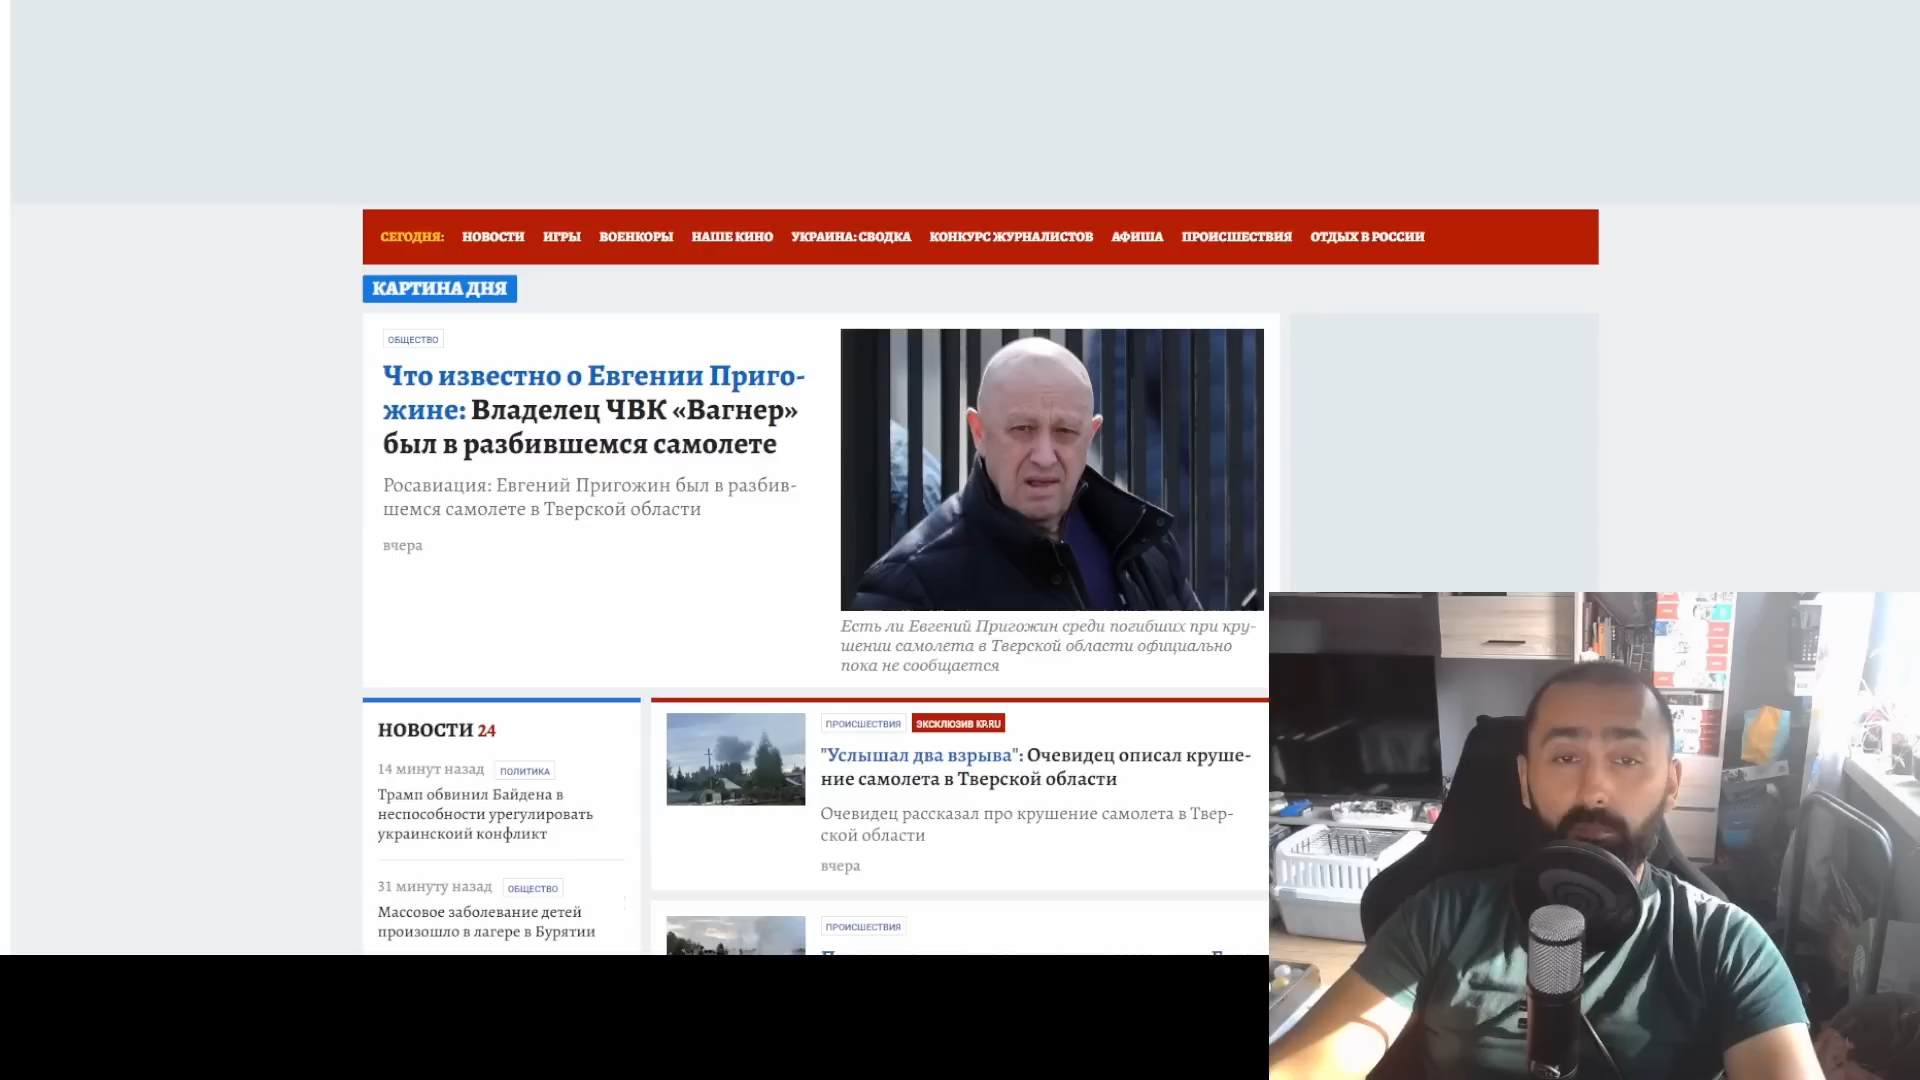 СЕГОДНЯ: НОВОСТИ ИГРЫ ВОЕНКОРЫ НАШЕ КИНО УКРАИНА: СВОДКА КОНКУРС ЖУРНАЛИСТОВ АФИША ПРОИСШЕСТВИЯ ОТДЫХ В РОССИИ
КАРТИНА ДНЯ
ОБЩЕСТВО
Что известно о Евгении Приго-
жине: Владелец ЧВК «Вагнер»
был в разбившемся самолете
Росавиация: Евгений Пригожин был в разбив-
шемся самолете в Тверской области
вчера
Есть ли Евгений Пригожин среди погибших при кру-
шении самолета в Тверской области официально
пока не сообщается
НОВОСТИ 24
14 минут назад ПОЛИТИКА
Трамп обвинил Байдена в
неспособности урегулировать
украинский конфликт
31 минуту назад ОБЩЕСТВО
Массовое заболевание детей
произошло в лагере в Бурятии
ПРОИСШЕСТВИЯ ЭКСКЛЮЗИВ KP.RU
"Услышал два взрыва": Очевидец описал круше-
ние самолета в Тверской области
Очевидец рассказал про крушение самолета в Твер-
ской области
вчера
ПРОИСШЕСТВИЯ